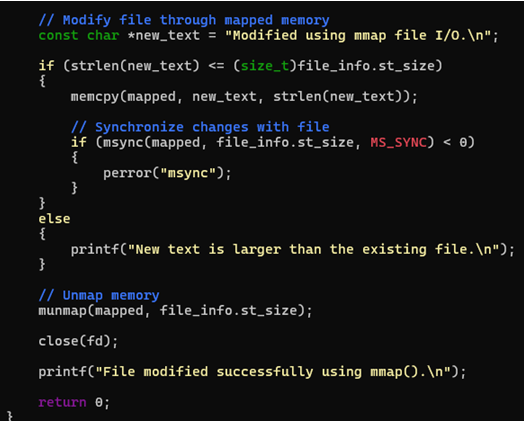 // Modify file through mapped memory
const char *new_text = "Modified using mmap file I/O.\n";
if (strlen(new_text) <= (size_t)file_info.st_size)
{
memcpy(mapped, new_text, strlen(new_text));
// Synchronize changes with file
if (msync(mapped, file_info.st_size, MS_SYNC) < 0)
{
perror("msync");
}
}
else
{
printf("New text is larger than the existing file.\n");
}
// Unmap memory
munmap(mapped, file_info.st_size);
close(fd);
printf("File modified successfully using mmap().\n");
return 0;
}